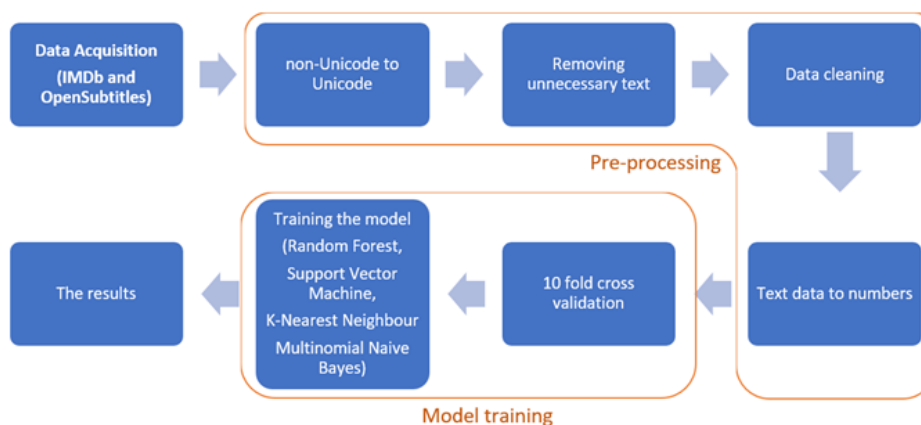 Data Acquisition
(IMDb and
OpenSubtitles)
non-Unicode to
Unicode
Removing
unnecessary text
Data cleaning
Pre-processing
Text data to numbers
10 fold cross
validation
Training the model
(Random Forest,
Support Vector
Machine,
K-Nearest Neighbour
Multinomial Naive
Bayes)
The results
Model training